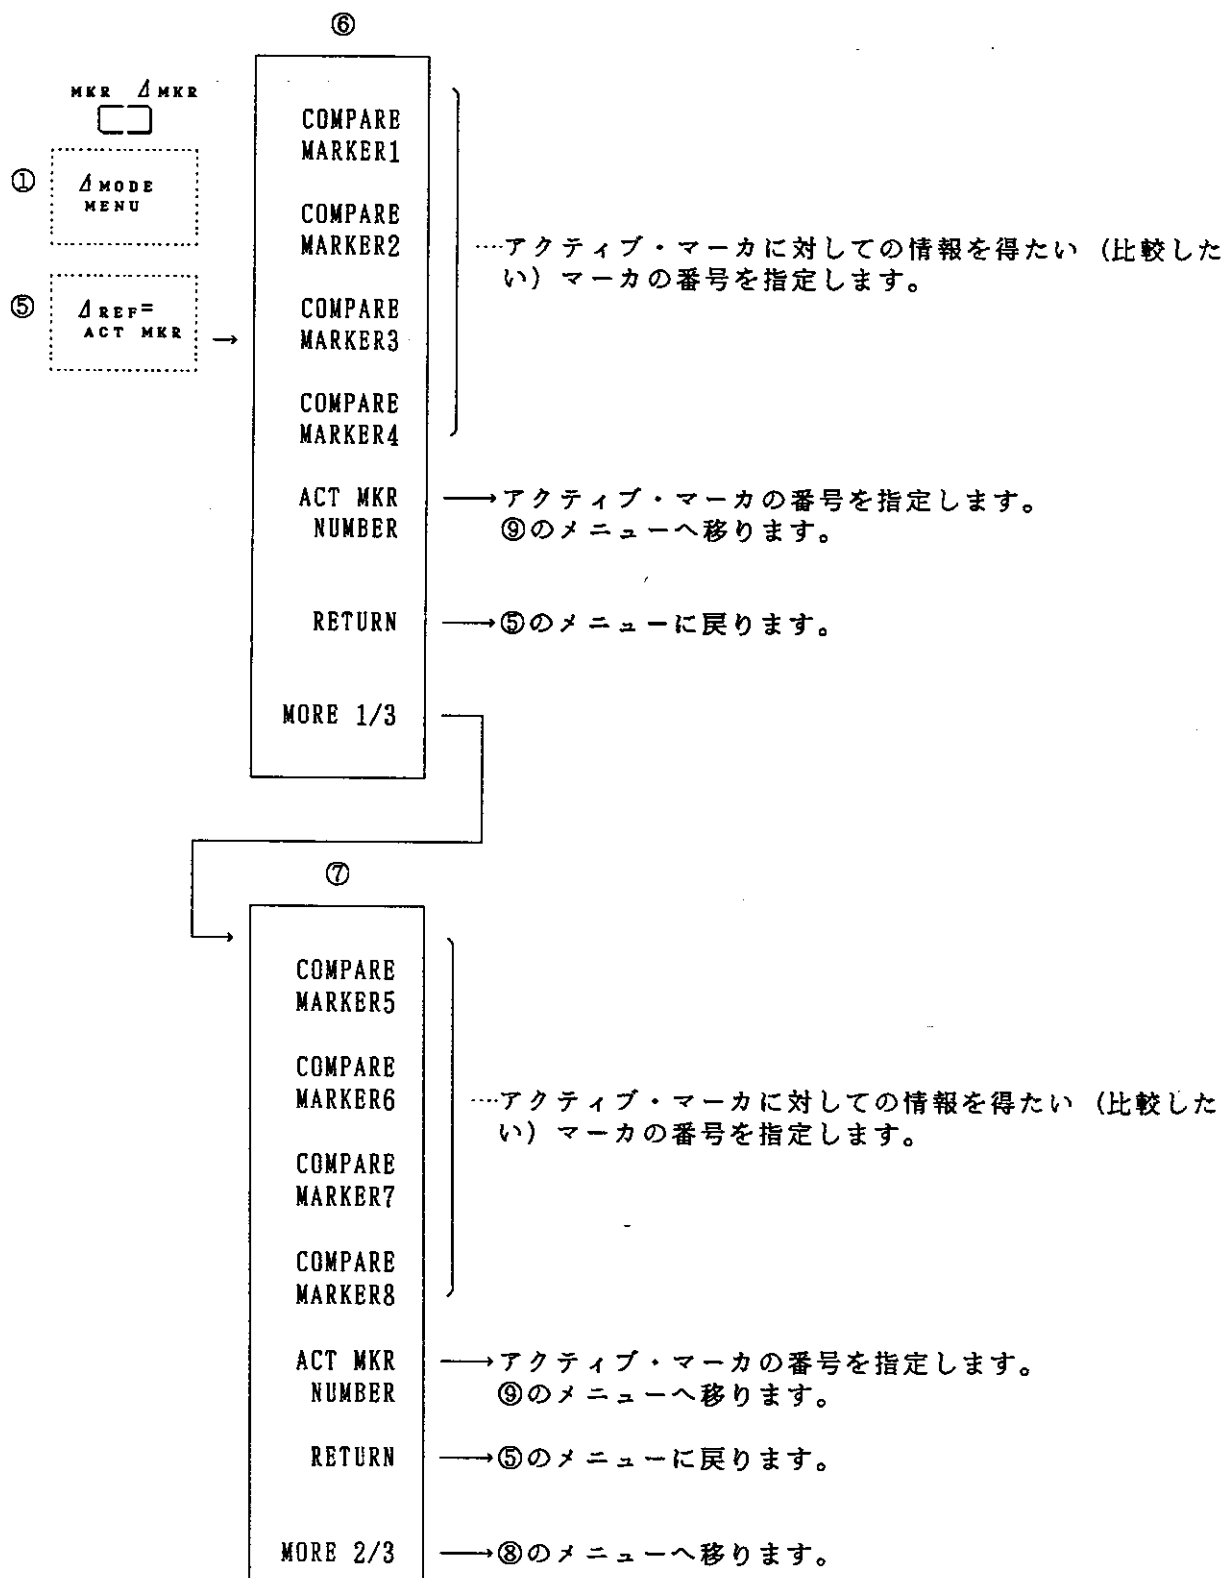 ⑥
MKR ΔMKR
① ΔMODE
MENU
⑤ ΔREF=
ACT MKR →
COMPARE
MARKER1
COMPARE
MARKER2
COMPARE
MARKER3
COMPARE
MARKER4
····アクティブ・マーカに対しての情報を得たい (比較した
い) マーカの番号を指定します。
ACT MKR →アクティブ・マーカの番号を指定します。
NUMBER ⑨のメニューへ移ります。
RETURN →⑤のメニューに戻ります。
MORE 1/3
⑦
COMPARE
MARKER5
COMPARE
MARKER6
COMPARE
MARKER7
COMPARE
MARKER8
····アクティブ・マーカに対しての情報を得たい (比較した
い) マーカの番号を指定します。
ACT MKR →アクティブ・マーカの番号を指定します。
NUMBER ⑨のメニューへ移ります。
RETURN →⑤のメニューに戻ります。
MORE 2/3 →⑧のメニューへ移ります。